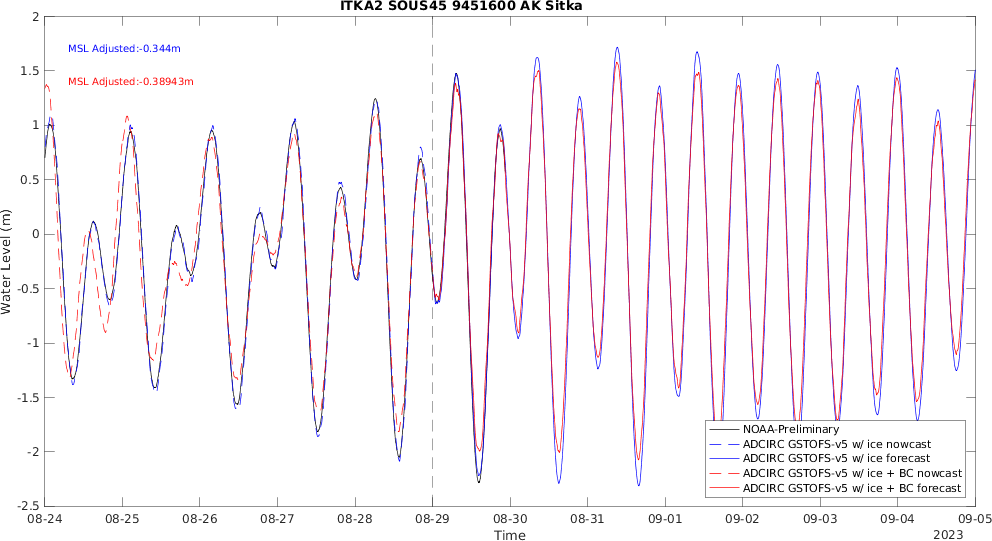 ITKA2 SOUS45 9451600 AK Sitka
MSL Adjusted:-0.344m
MSL Adjusted:-0.38943m
Water Level (m)
2
1.5
1
0.5
0
-0.5
-1
-1.5
-2
-2.5
NOAA-Preliminary
ADCIRC GSTOFS-v5 w/ ice nowcast
ADCIRC GSTOFS-v5 w/ ice forecast
ADCIRC GSTOFS-v5 w/ ice + BC nowcast
ADCIRC GSTOFS-v5 w/ ice + BC forecast
08-24 08-25 08-26 08-27 08-28 08-29 08-30 08-31 09-01 09-02 09-03 09-04 09-05
Time
2023